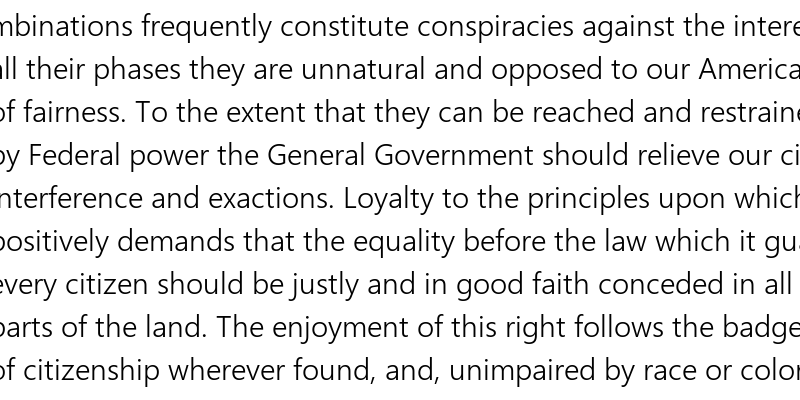 mbinations frequently constitute conspiracies against the intere
all their phases they are unnatural and opposed to our America
of fairness. To the extent that they can be reached and restraine
by Federal power the General Government should relieve our ci
nterference and exactions. Loyalty to the principles upon which
positively demands that the equality before the law which it gua
every citizen should be justly and in good faith conceded in all
parts of the land. The enjoyment of this right follows the badge
of citizenship wherever found, and, unimpaired by race or color